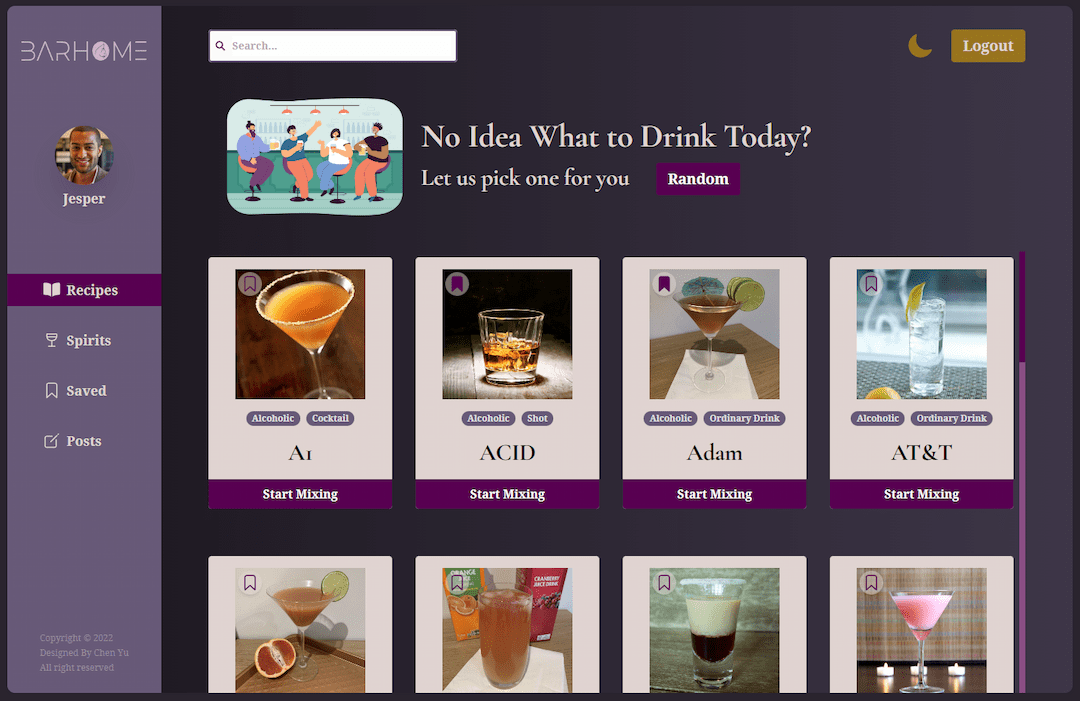 BARHOME
Search...
Logout
Jesper
No Idea What to Drink Today?
Let us pick one for you
Random
Recipes
Spirits
Saved
Posts
Alcoholic Cocktail
A1
Start Mixing
Alcoholic Shot
ACID
Start Mixing
Alcoholic Ordinary Drink
Adam
Start Mixing
Alcoholic Ordinary Drink
AT&T
Start Mixing
ORANGE
CRANBERRY
JUICE DRINK
Copyright © 2022
Designed By Chen Yu
All right reserved